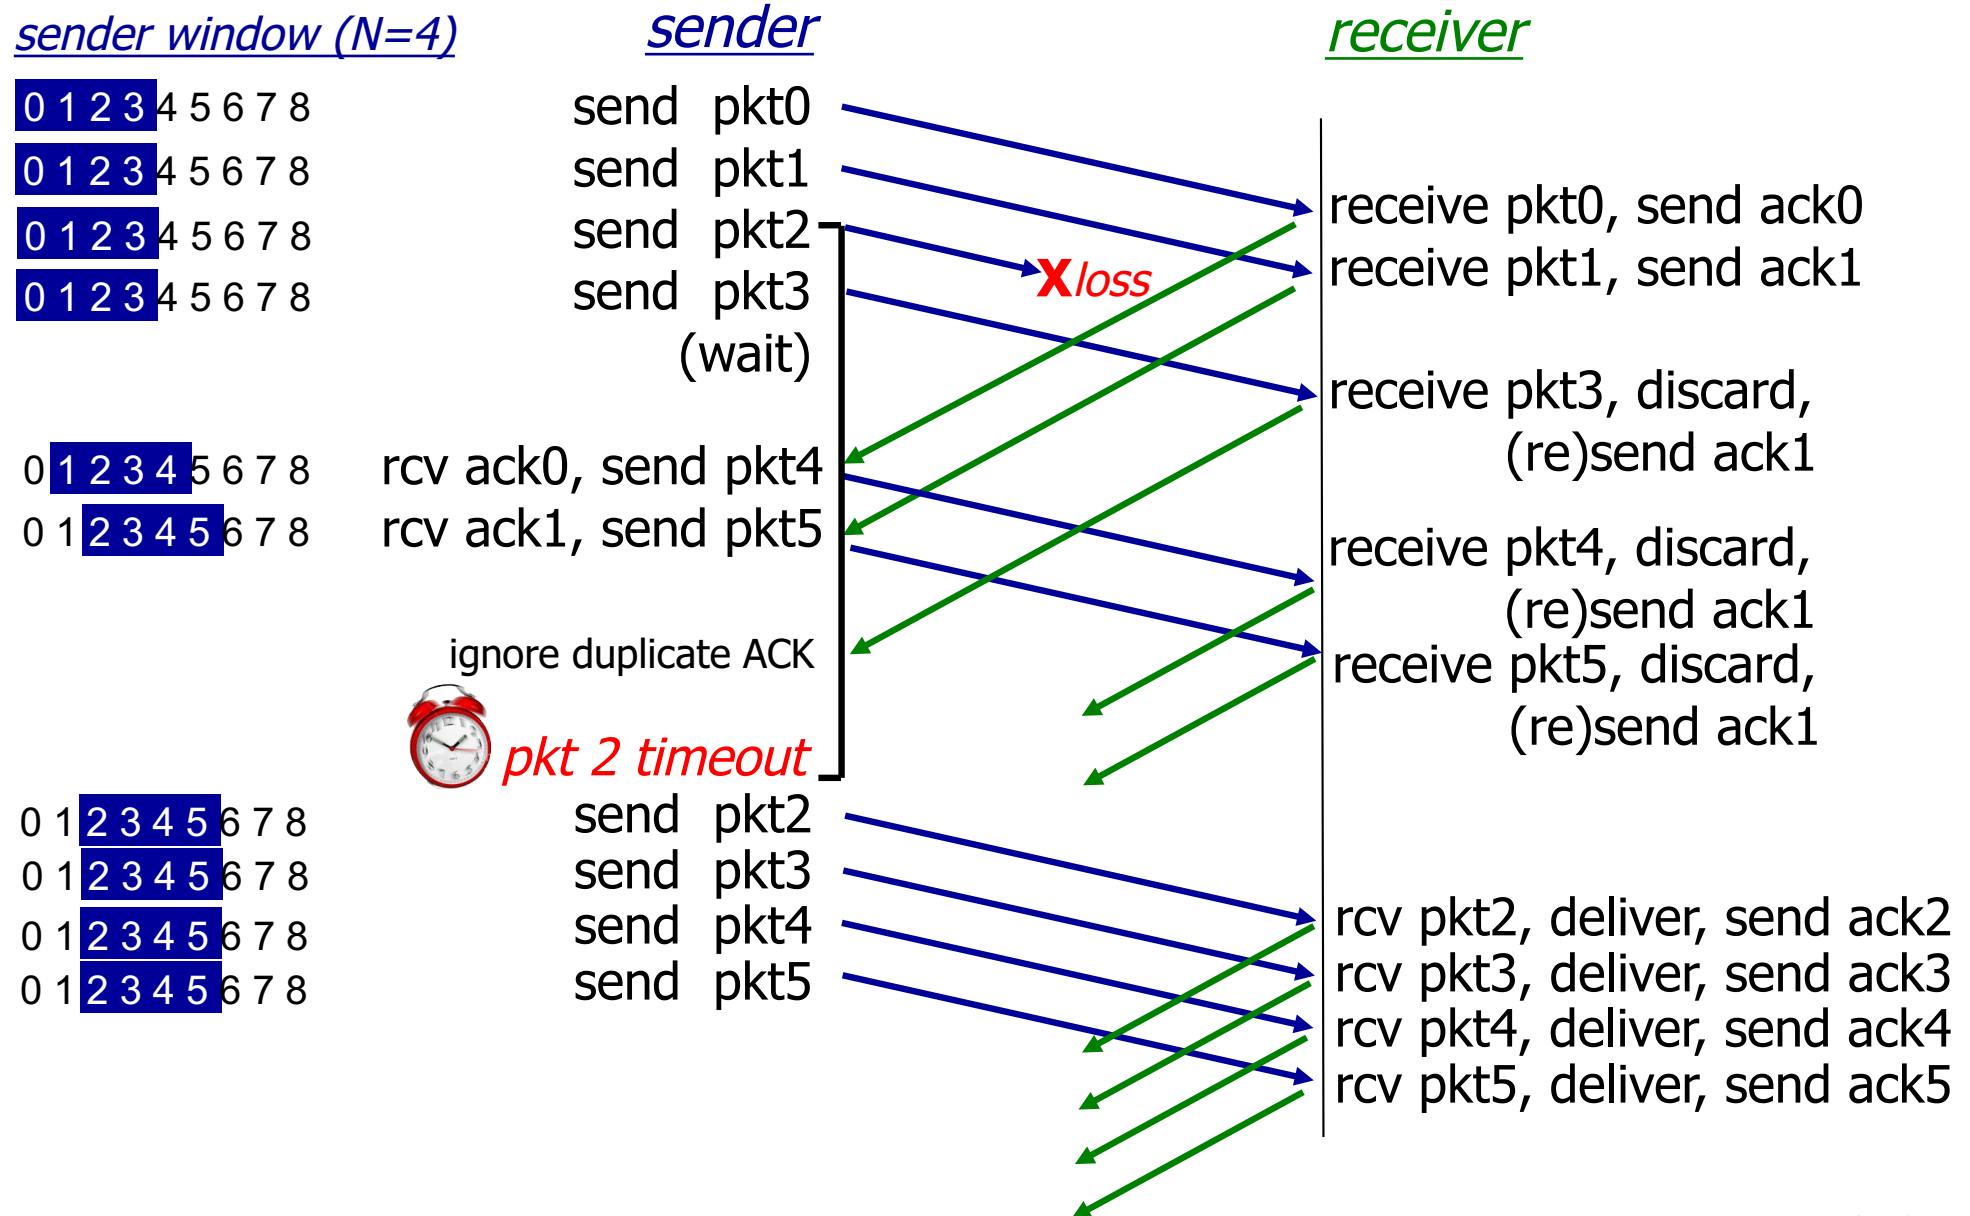 sender window (N=4)
sender
receiver
0 1 2 3 4 5 6 7 8
send pkt0
0 1 2 3 4 5 6 7 8
send pkt1
receive pkt0, send ack0
0 1 2 3 4 5 6 7 8
send pkt2
receive pkt1, send ack1
X loss
0 1 2 3 4 5 6 7 8
send pkt3
(wait)
receive pkt3, discard,
(re)send ack1
0 1 2 3 4 5 6 7 8
rcv ack0, send pkt4
0 1 2 3 4 5 6 7 8
rcv ack1, send pkt5
receive pkt4, discard,
(re)send ack1
ignore duplicate ACK
receive pkt5, discard,
(re)send ack1
pkt 2 timeout
0 1 2 3 4 5 6 7 8
send pkt2
0 1 2 3 4 5 6 7 8
send pkt3
0 1 2 3 4 5 6 7 8
send pkt4
rcv pkt2, deliver, send ack2
0 1 2 3 4 5 6 7 8
send pkt5
rcv pkt3, deliver, send ack3
rcv pkt4, deliver, send ack4
rcv pkt5, deliver, send ack5